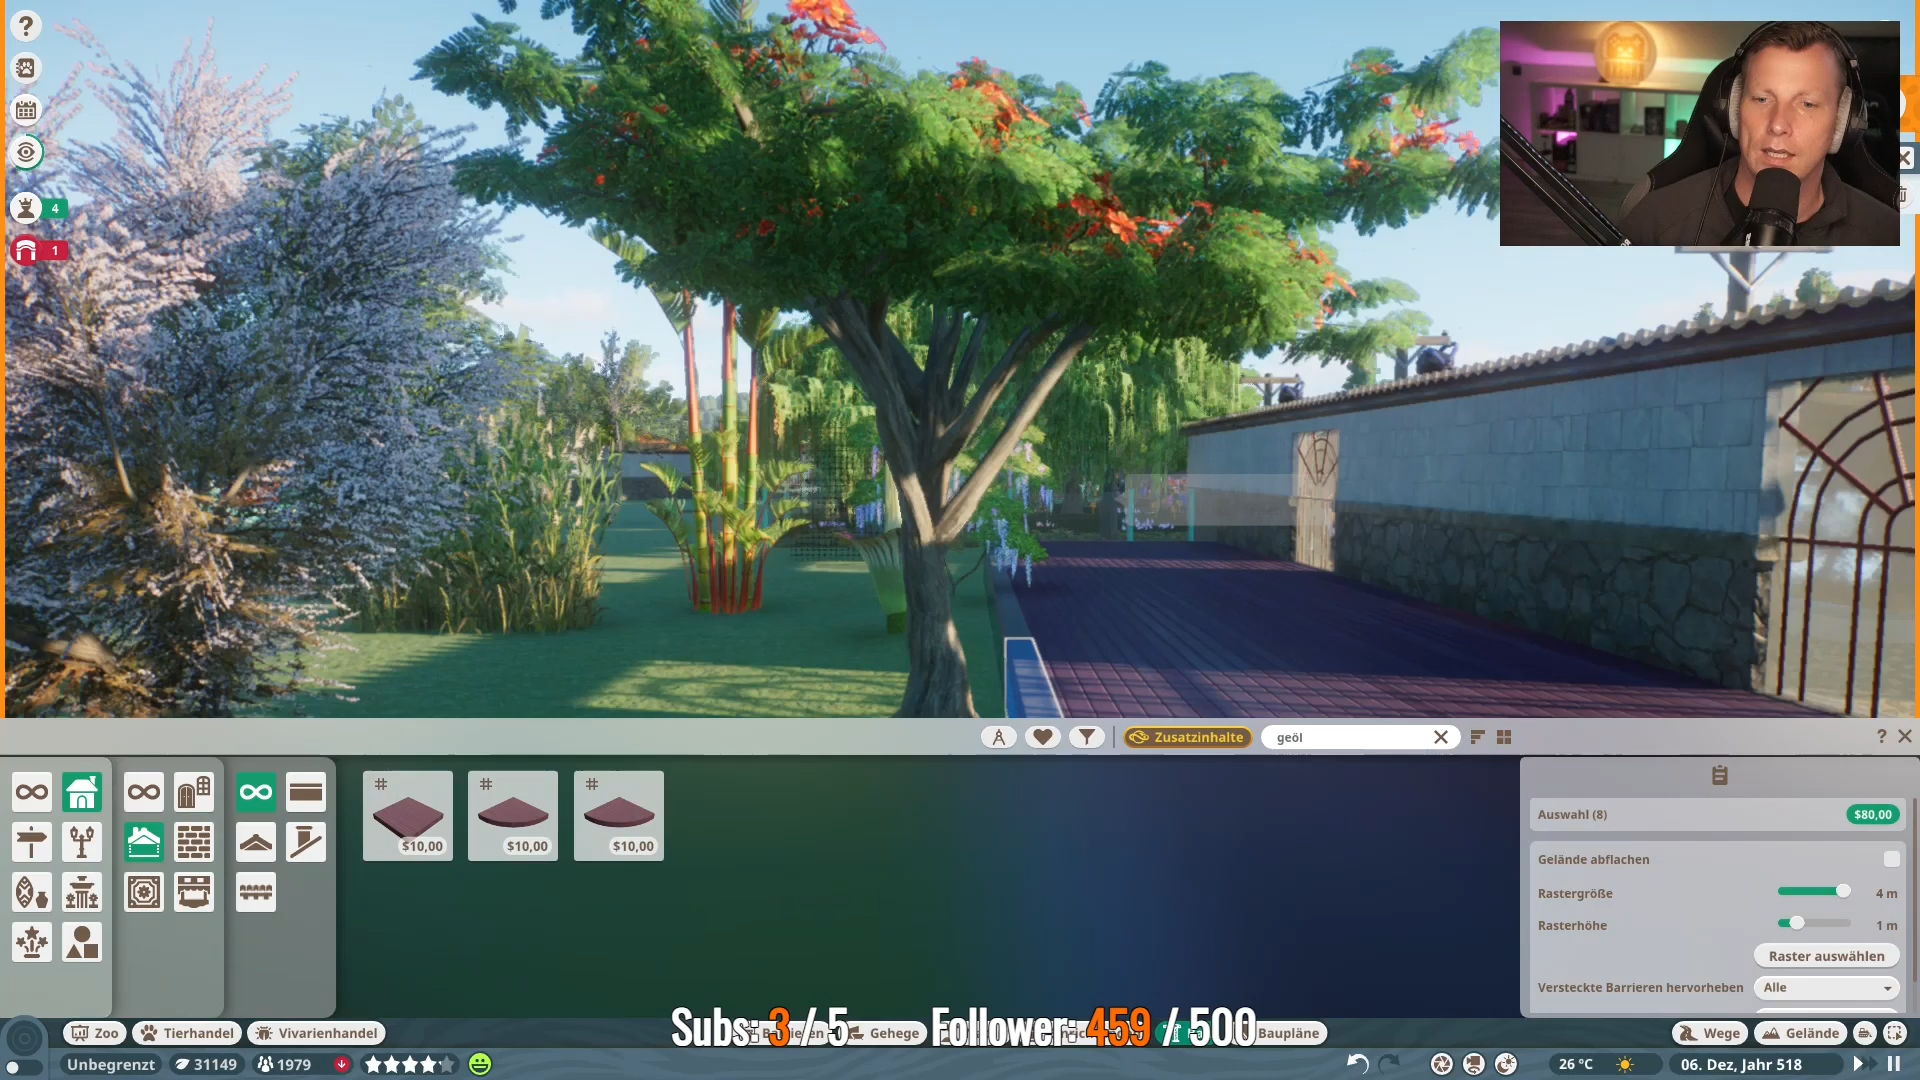 4
1
Zusatzinhalte
geöl
$10,00
$10,00
$10,00
Auswahl (8)
$80,00
Gelände abflachen
Rastergröße
4 m
Rasterhöhe
1 m
Raster auswählen
Versteckte Barrieren hervorheben
Alle
Subs: 3 / 5
Follower: 459 / 500
Zoo
Tierhandel
Vivarienhandel
Gehege
Baupläne
Wege
Gelände
Unbegrenzt
31149
1979
26 °C
06. Dez, Jahr 518